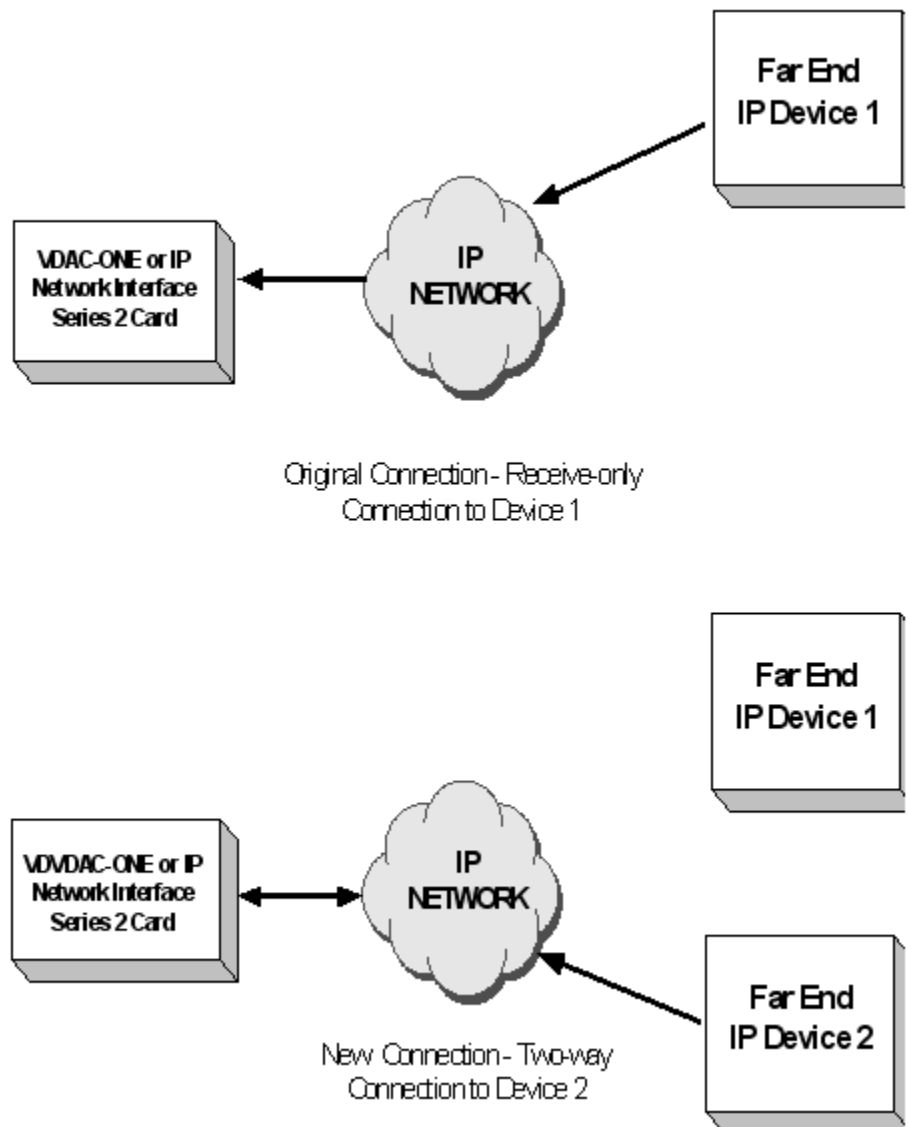 Far End
IP Device 1
IP
NETWORK
VDAC-ONE or IP
Network Interface
Series 2 Card
Original Connection - Receive-only
Connection to Device 1
Far End
IP Device 1
VDVDAC-ONE or IP
Network Interface
Series 2 Card
IP
NETWORK
Far End
IP Device 2
New Connection - Two-way
Connection to Device 2